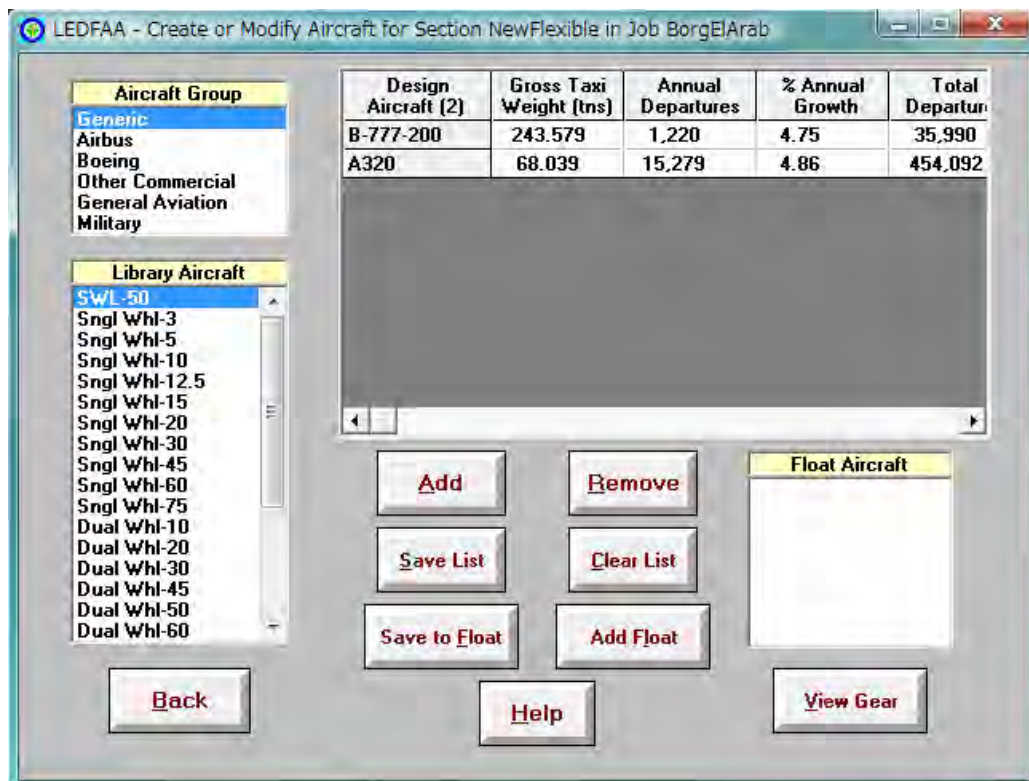 LEDFAA - Create or Modify Aircraft for Section NewFlexible in Job BorgElArab
Aircraft Group
Generic
Airbus
Boeing
Other Commercial
General Aviation
Military
Library Aircraft
SWL-50
Sngl Whl-3
Sngl Whl-5
Sngl Whl-10
Sngl Whl-12.5
Sngl Whl-15
Sngl Whl-20
Sngl Whl-30
Sngl Whl-45
Sngl Whl-60
Sngl Whl-75
Dual Whl-10
Dual Whl-20
Dual Whl-30
Dual Whl-45
Dual Whl-50
Dual Whl-60
Design Gross Taxi Annual % Annual Total
Aircraft (2) Weight (tns) Departures Growth Departur
B-777-200 243.579 1,220 4.75 35,990
A320 68.039 15,279 4.86 454,092
Add
Remove
Save List
Clear List
Save to Float
Add Float
Float Aircraft
Back
Help
View Gear